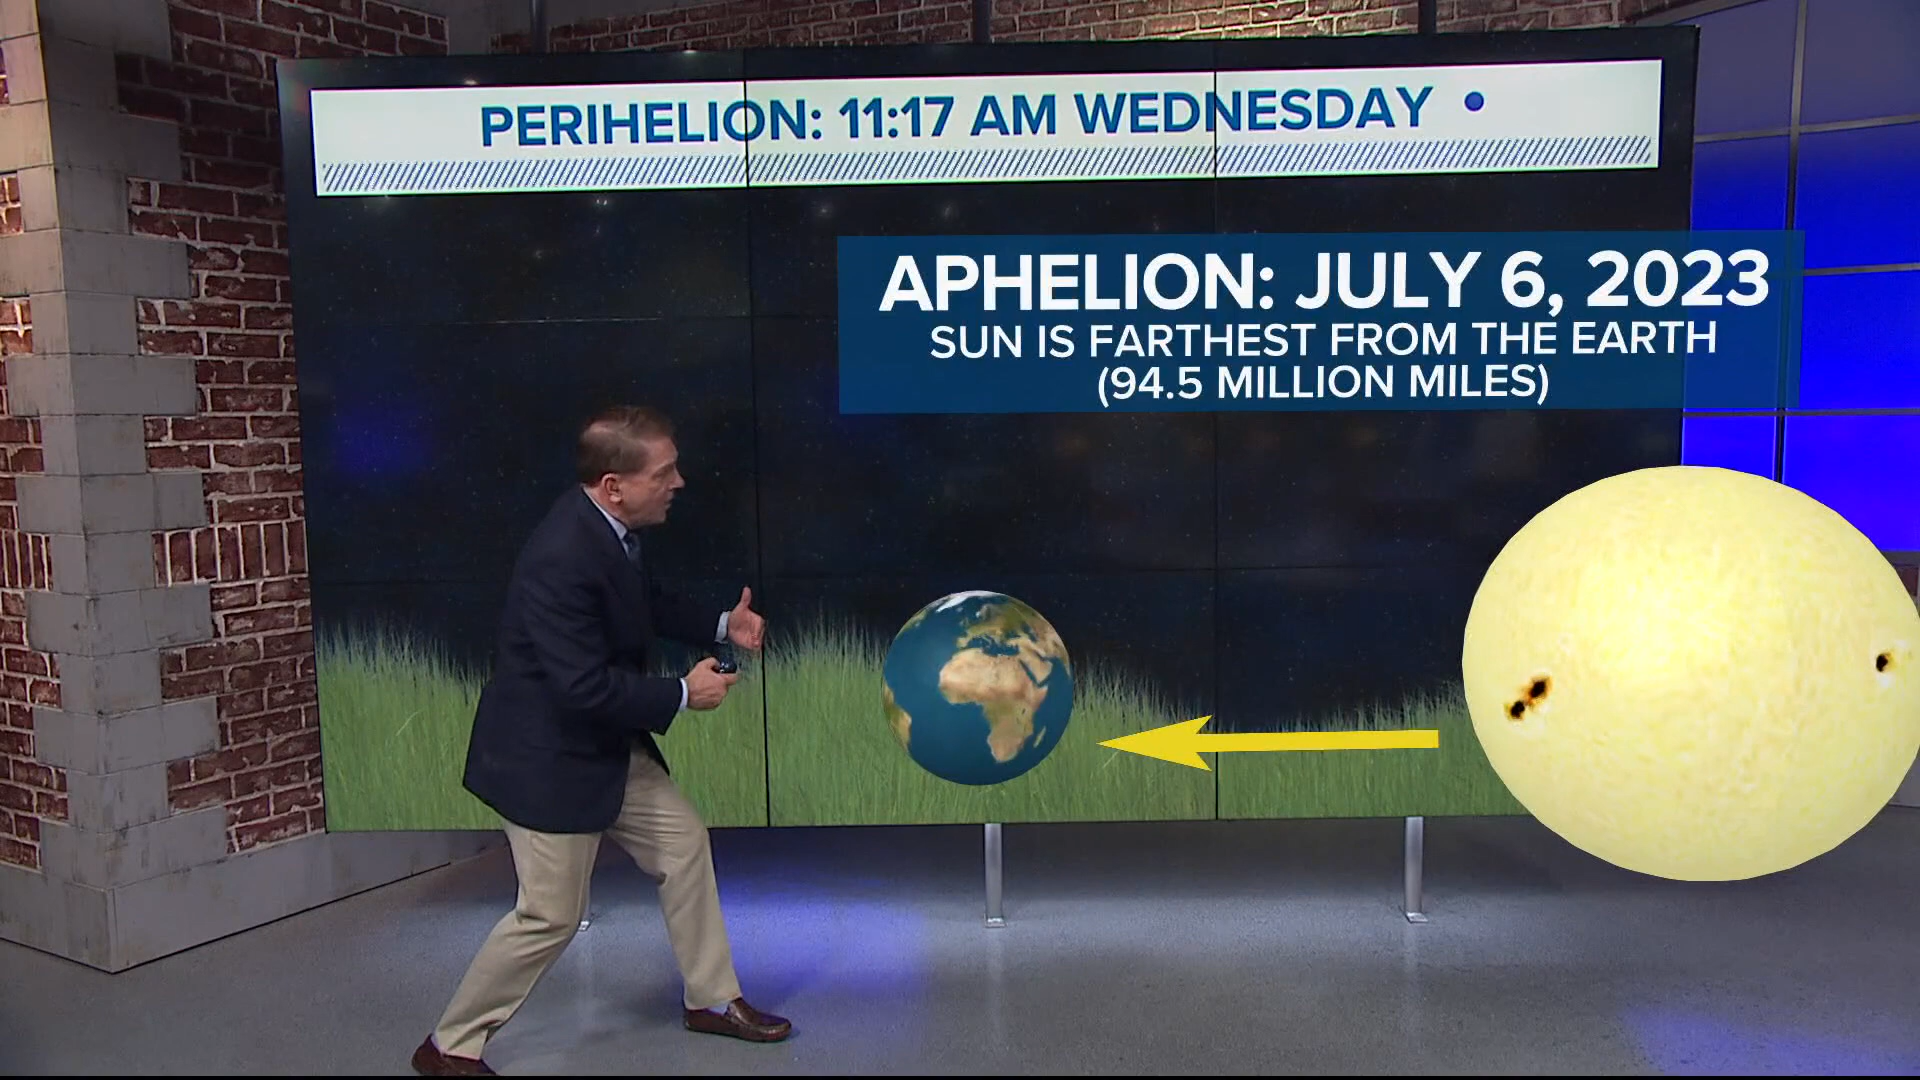 PERIHELION: 11:17 AM WEDNESDAY •
APHELION: JULY 6, 2023
SUN IS FARTHEST FROM THE EARTH
(94.5 MILLION MILES)